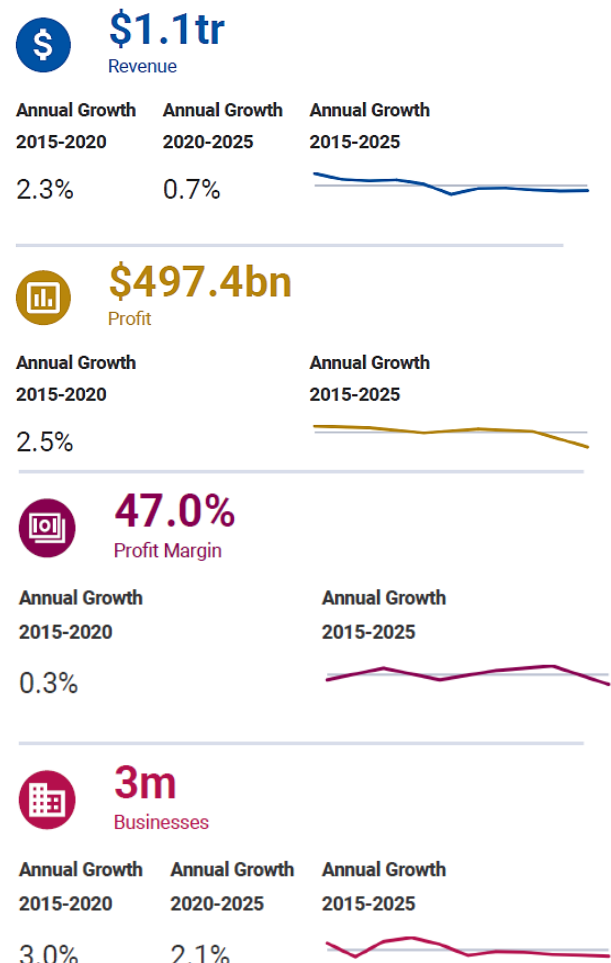 $1.1tr
Revenue
Annual Growth Annual Growth Annual Growth
2015-2020 2020-2025 2015-2025
2.3% 0.7%
$497.4bn
Profit
Annual Growth Annual Growth
2015-2020 2015-2025
2.5%
47.0%
Profit Margin
Annual Growth Annual Growth
2015-2020 2015-2025
0.3%
3m
Businesses
Annual Growth Annual Growth Annual Growth
2015-2020 2020-2025 2015-2025
3.0% 2.1%